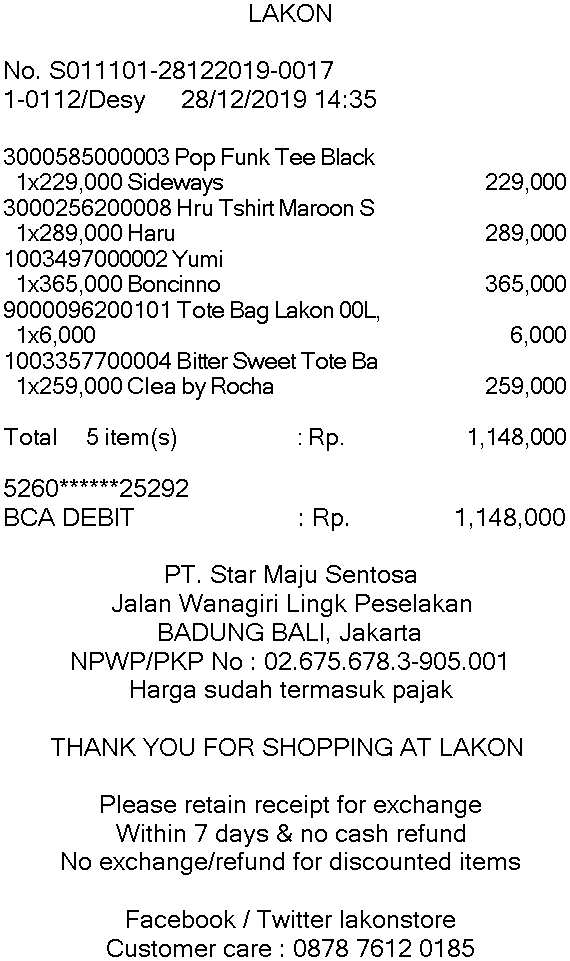 LAKON
No. S011101-28122019-0017
1-0112/Desy 28/12/2019 14:35
3000585000003 Pop Funk Tee Black
1x229,000 Sideways 229,000
3000256200008 Hru Tshirt Maroon S
1x289,000 Haru 289,000
1003497000002 Yumi
1x365,000 Boncinno 365,000
9000096200101 Tote Bag Lakon 00L,
1x6,000 6,000
1003357700004 Bitter Sweet Tote Ba
1x259,000 Clea by Rocha 259,000
Total 5 item(s) : Rp. 1,148,000
5260******25292
BCA DEBIT : Rp. 1,148,000
PT. Star Maju Sentosa
Jalan Wanagiri Lingk Peselakan
BADUNG BALI, Jakarta
NPWP/PKP No : 02.675.678.3-905.001
Harga sudah termasuk pajak
THANK YOU FOR SHOPPING AT LAKON
Please retain receipt for exchange
Within 7 days & no cash refund
No exchange/refund for discounted items
Facebook / Twitter lakonstore
Customer care : 0878 7612 0185